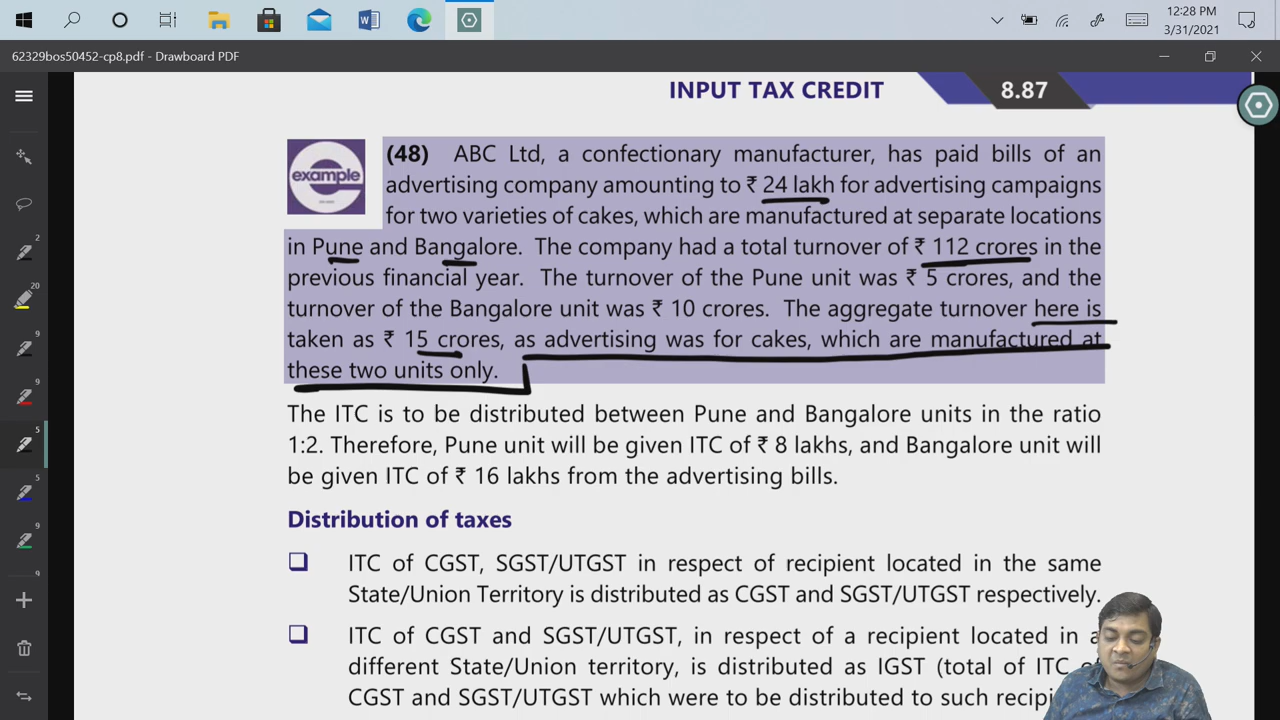 12:28 PM
3/31/2021
62329bos50452-cp8.pdf - Drawboard PDF
INPUT TAX CREDIT
8.87
example
(48) ABC Ltd, a confectionary manufacturer, has paid bills of an
advertising company amounting to ₹ 24 lakh for advertising campaigns
for two varieties of cakes, which are manufactured at separate locations
in Pune and Bangalore. The company had a total turnover of ₹ 112 crores in the
previous financial year. The turnover of the Pune unit was ₹ 5 crores, and the
turnover of the Bangalore unit was ₹ 10 crores. The aggregate turnover here is
taken as ₹ 15 crores, as advertising was for cakes, which are manufactured at
these two units only.
The ITC is to be distributed between Pune and Bangalore units in the ratio
1:2. Therefore, Pune unit will be given ITC of ₹ 8 lakhs, and Bangalore unit will
be given ITC of ₹ 16 lakhs from the advertising bills.
Distribution of taxes
ITC of CGST, SGST/UTGST in respect of recipient located in the same
State/Union Territory is distributed as CGST and SGST/UTGST respectively.
ITC of CGST and SGST/UTGST, in respect of a recipient located in a
different State/Union territory, is distributed as IGST (total of ITC of
CGST and SGST/UTGST which were to be distributed to such
2
20
9
9
5
5
9
9